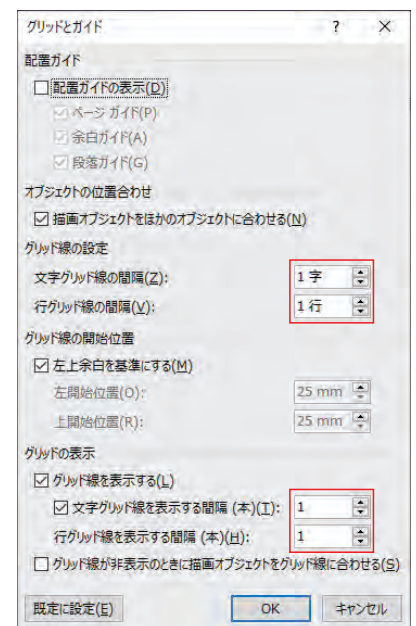 グリッドとガイド ? ×
配置ガイド
配置ガイドの表示(D)
ページ ガイド(P)
余白ガイド(A)
段落ガイド(G)
オブジェクトの位置合わせ
描画オブジェクトをほかのオブジェクトに合わせる(N)
グリッド線の設定
文字グリッド線の間隔(Z): 1 字
行グリッド線の間隔(V): 1 行
グリッド線の開始位置
左上余白を基準にする(M)
左開始位置(O): 25 mm
上開始位置(R): 25 mm
グリッドの表示
グリッド線を表示する(L)
文字グリッド線を表示する間隔 (本)(T): 1
行グリッド線を表示する間隔 (本)(H): 1
グリッド線が非表示のときに描画オブジェクトをグリッド線に合わせる(S)
既定に設定(E) OK キャンセル